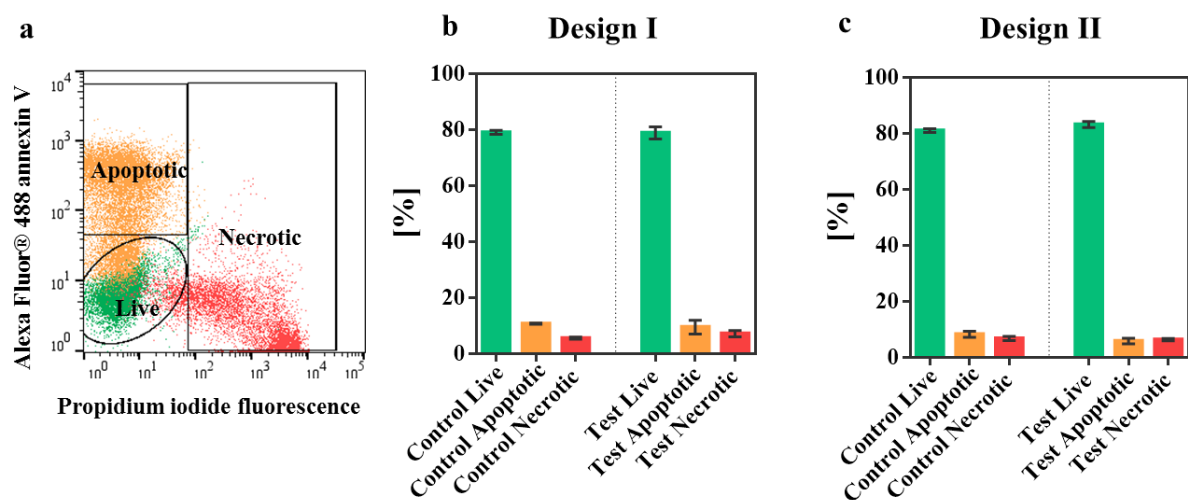 a
Alexa Fluor® 488 annexin V
10^4
10^3
10^2
10^1
10^0
Apoptotic
Necrotic
Live
10^0 10^1 10^2 10^3 10^4 10^5
Propidium iodide fluorescence
b
Design I
[%]
100
80
60
40
20
0
Control Live
Control Apoptotic
Control Necrotic
Test Live
Test Apoptotic
Test Necrotic
c
Design II
[%]
100
80
60
40
20
0
Control Live
Control Apoptotic
Control Necrotic
Test Live
Test Apoptotic
Test Necrotic